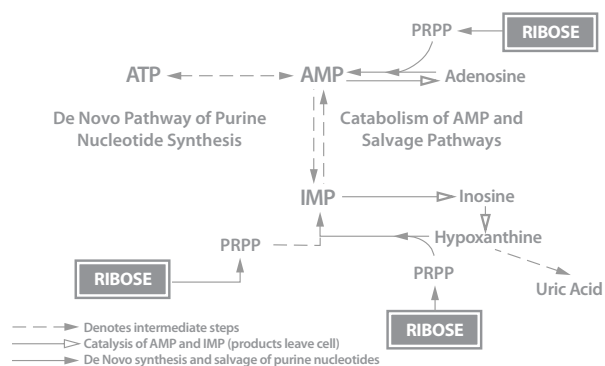 PRPP
RIBOSE
ATP
AMP
Adenosine
De Novo Pathway of Purine
Nucleotide Synthesis
Catabolism of AMP and
Salvage Pathways
IMP
Inosine
Hypoxanthine
PRPP
RIBOSE
PRPP
Uric Acid
RIBOSE
Denotes intermediate steps
Catalysis of AMP and IMP (products leave cell)
De Novo synthesis and salvage of purine nucleotides